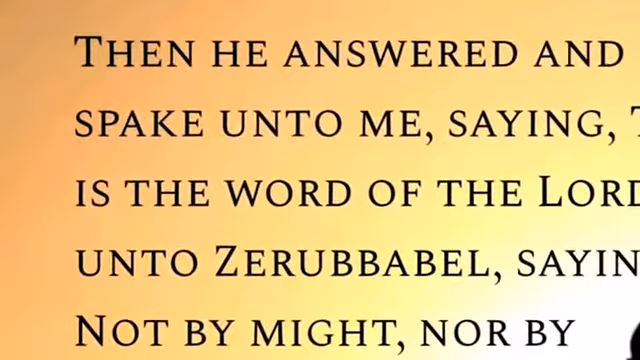 Then he answered and
spake unto me, saying,
is the word of the Lord
unto Zerubbabel, sayin
Not by might, nor by